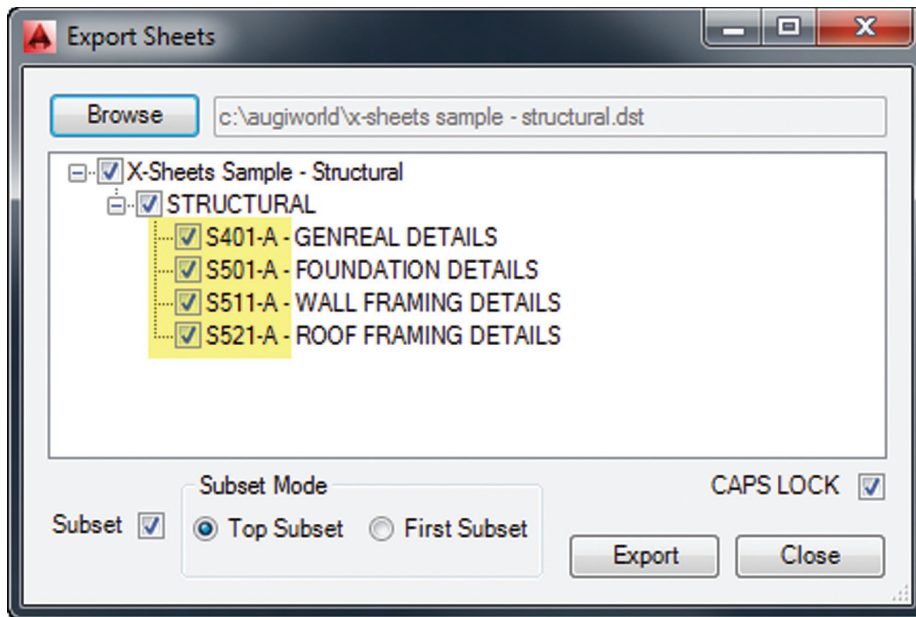 Export Sheets
Browse c:\augiworld\x-sheets sample - structural.dst
X-Sheets Sample - Structural
STRUCTURAL
S401-A - GENREAL DETAILS
S501-A - FOUNDATION DETAILS
S511-A - WALL FRAMING DETAILS
S521-A - ROOF FRAMING DETAILS
Subset Mode
CAPS LOCK
Subset Top Subset First Subset
Export Close